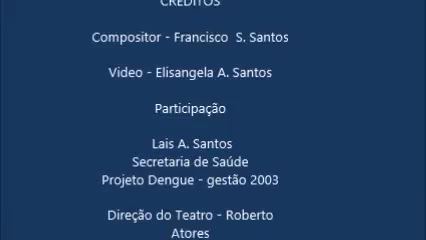 CRÉDITOS
Compositor - Francisco S. Santos
Video - Elisangela A. Santos
Participação
Lais A. Santos
Secretaria de Saúde
Projeto Dengue - gestão 2003
Direção do Teatro - Roberto
Atores